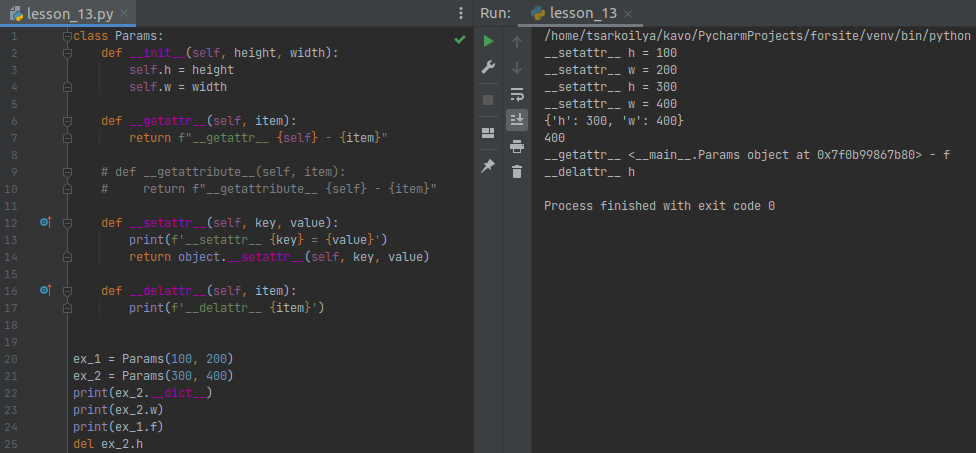 lesson_13.py
1 class Params:
2     def __init__(self, height, width):
3         self.h = height
4         self.w = width
5
6     def __getattr__(self, item):
7         return f"__getattr__ {self} - {item}"
8
9     # def __getattribute__(self, item):
10     #     return f"__getattribute__ {self} - {item}"
11
12     def __setattr__(self, key, value):
13         print(f'__setattr__ {key} = {value}')
14         return object.__setattr__(self, key, value)
15
16     def __delattr__(self, item):
17         print(f'__delattr__ {item}')
18
19
20 ex_1 = Params(100, 200)
21 ex_2 = Params(300, 400)
22 print(ex_2.__dict__)
23 print(ex_2.w)
24 print(ex_1.f)
25 del ex_2.h
Run: lesson_13
/home/tsarkoilya/kavo/PycharmProjects/forsite/venv/bin/python
__setattr__ h = 100
__setattr__ w = 200
__setattr__ h = 300
__setattr__ w = 400
{'h': 300, 'w': 400}
400
__getattr__ <__main__.Params object at 0x7f0b99867b80> - f
__delattr__ h
Process finished with exit code 0